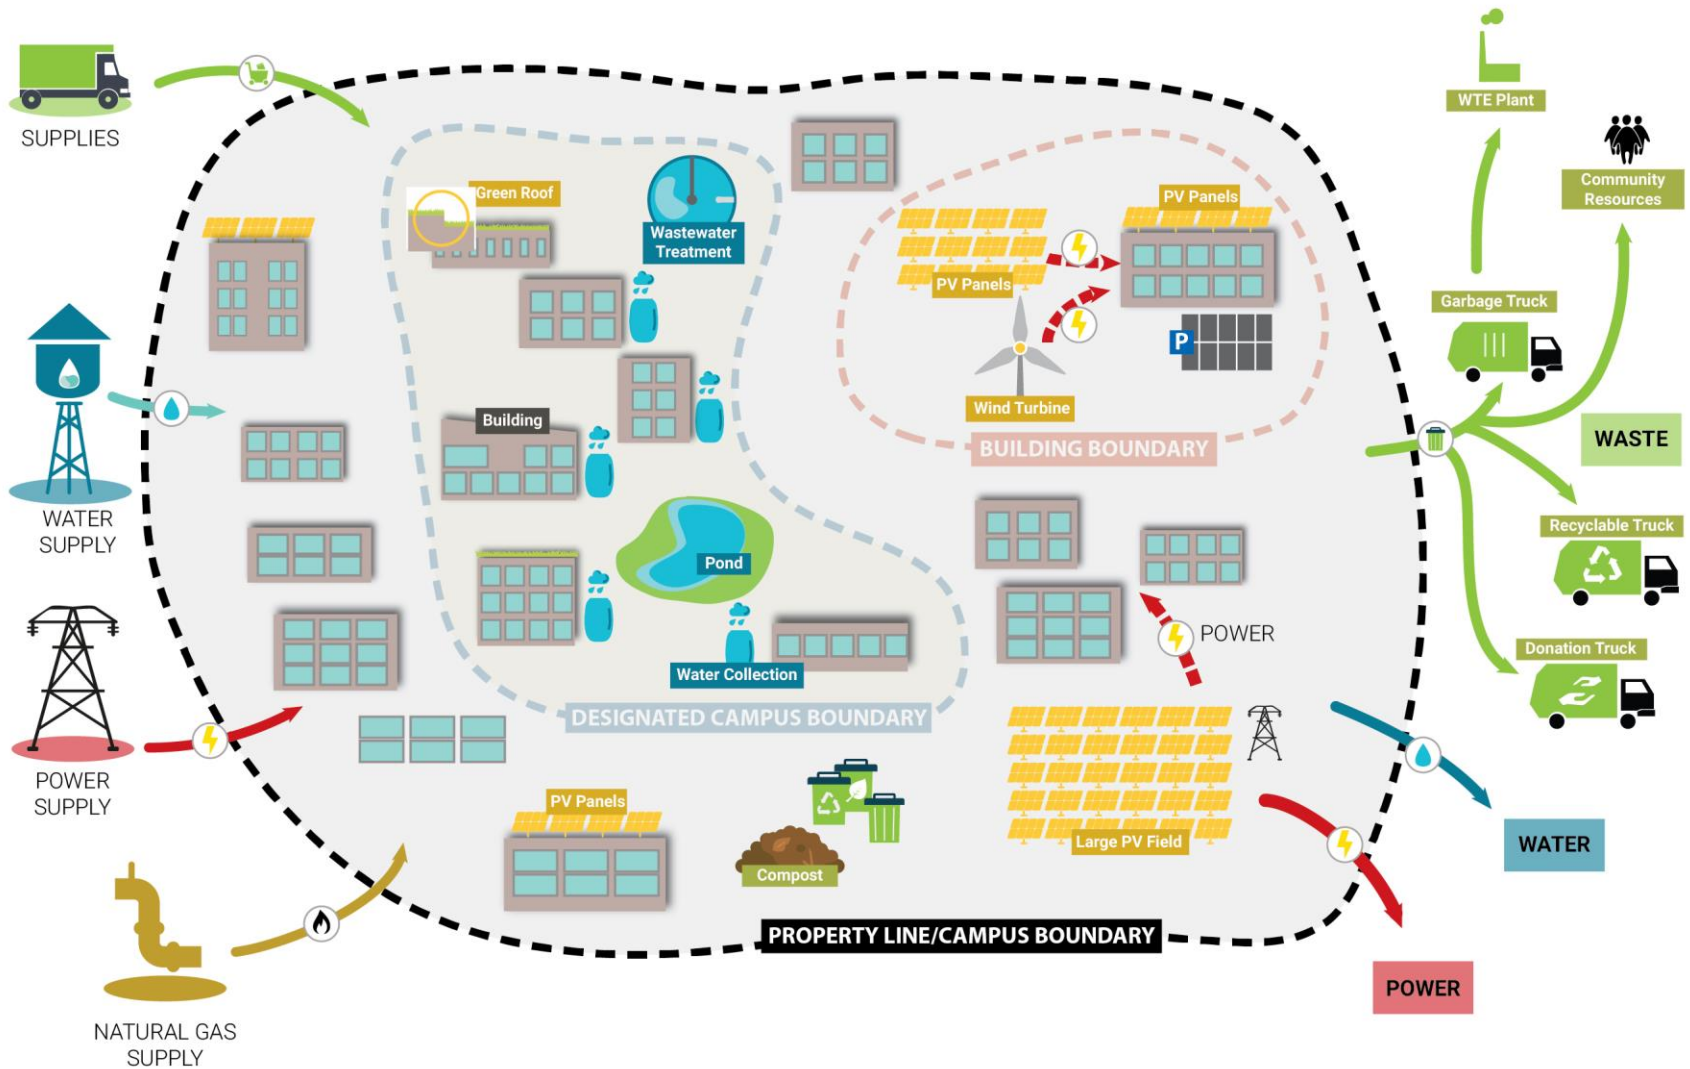 SUPPLIES
WATER
SUPPLY
POWER
SUPPLY
NATURAL GAS
SUPPLY
Green Roof
Wastewater
Treatment
Building
Pond
Water Collection
DESIGNATED CAMPUS BOUNDARY
PV Panels
PV Panels
Wind Turbine
P
BUILDING BOUNDARY
POWER
Large PV Field
PV Panels
Compost
PROPERTY LINE/CAMPUS BOUNDARY
WTE Plant
Community
Resources
Garbage Truck
WASTE
Recyclable Truck
Donation Truck
WATER
POWER